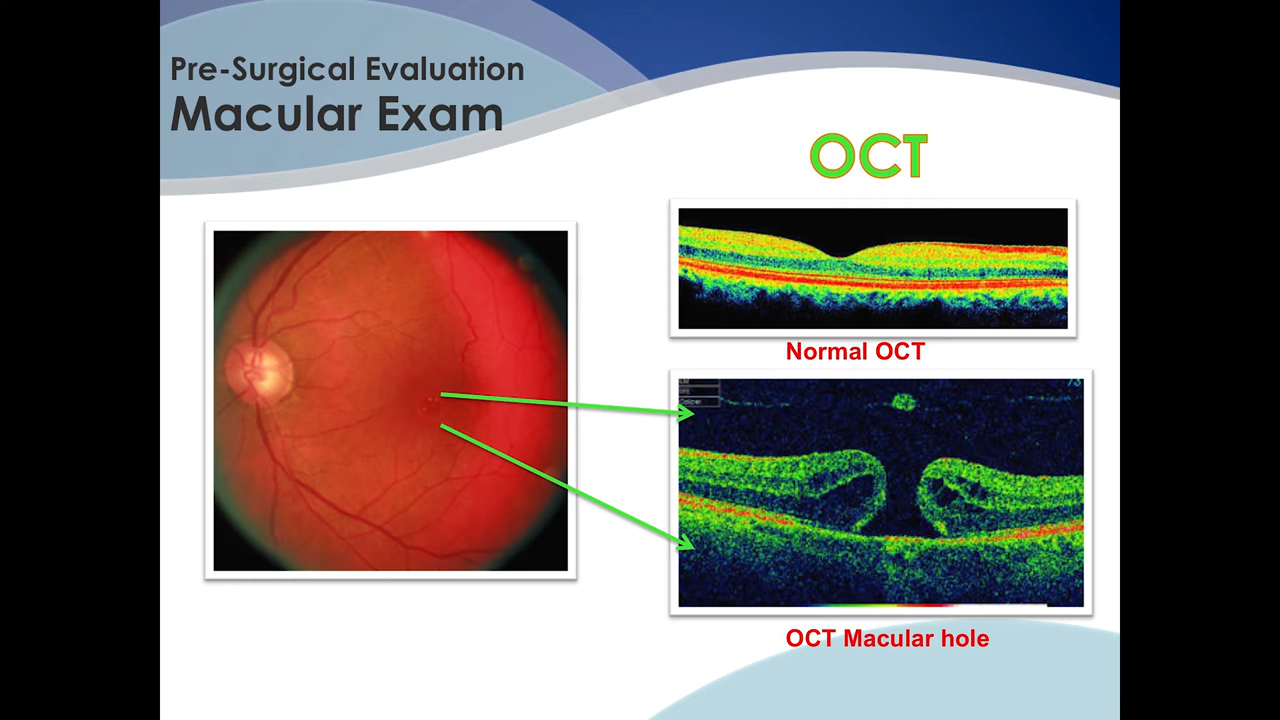 Pre-Surgical Evaluation
Macular Exam
OCT
Normal OCT
OCT Macular hole